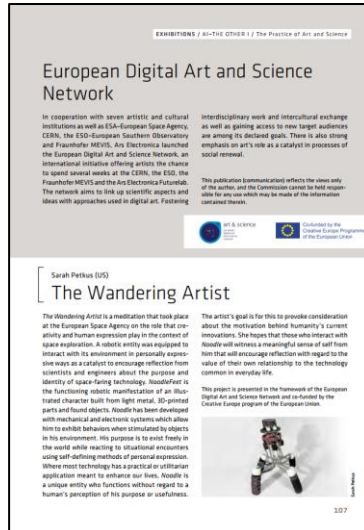 EXHIBITIONS / AI–THE OTHER I / The Practice of Art and Science
European Digital Art and Science
Network
In cooperation with seven artistic and cultural
institutions as well as ESA–European Space Agency,
CERN, the ESO–European Southern Observatory
and Fraunhofer MEVIS, Ars Electronica launched
the European Digital Art and Science Network, an
international initiative offering artists the chance
to spend several weeks at the CERN, the ESO, the
Fraunhofer MEVIS and the Ars Electronica Futurelab.
The network aims to link up scientific aspects and
ideas with approaches used in digital art. Fostering
interdisciplinary work and intercultural exchange
as well as gaining access to new target audiences
are among its declared goals. There is also strong
emphasis on art's role as a catalyst in processes of
social renewal.
This publication (communication) reflects the views only
of the author, and the Commission cannot be held respon-
sible for any use which may be made of the information
contained therein.
art & science
Co-funded by the
Creative Europe Programme
of the European Union
Sarah Petkus (US)
The Wandering Artist
The Wandering Artist is a meditation that took place
at the European Space Agency on the role that cre-
ativity and human expression play in the context of
space exploration. A robotic entity was equipped to
interact with its environment in personally expres-
sive ways as a catalyst to encourage reflection from
scientists and engineers about the purpose and
identity of space-faring technology. NoodleFeet is
the functioning robotic manifestation of an illus-
trated character built from light metal, 3D-printed
parts and found objects. Noodle has been developed
with mechanical and electronic systems which allow
him to exhibit behaviors when stimulated by objects
in his environment. His purpose is to exist freely in
the world while reacting to situational encounters
using self-defining methods of personal expression.
Where most technology has a practical or utilitarian
application meant to enhance our lives, Noodle is
a unique entity who functions without regard to a
human's perception of his purpose or usefulness.
The artist's goal is for this to provoke consideration
about the motivation behind humanity's current
innovations. She hopes that those who interact with
Noodle will witness a meaningful sense of self from
him that will encourage reflection with regard to the
value of their own relationship to the technology
common in everyday life.
This project is presented in the framework of the European
Digital Art and Science Network and co-funded by the
Creative Europe program of the European Union.
Sarah Petkus
107